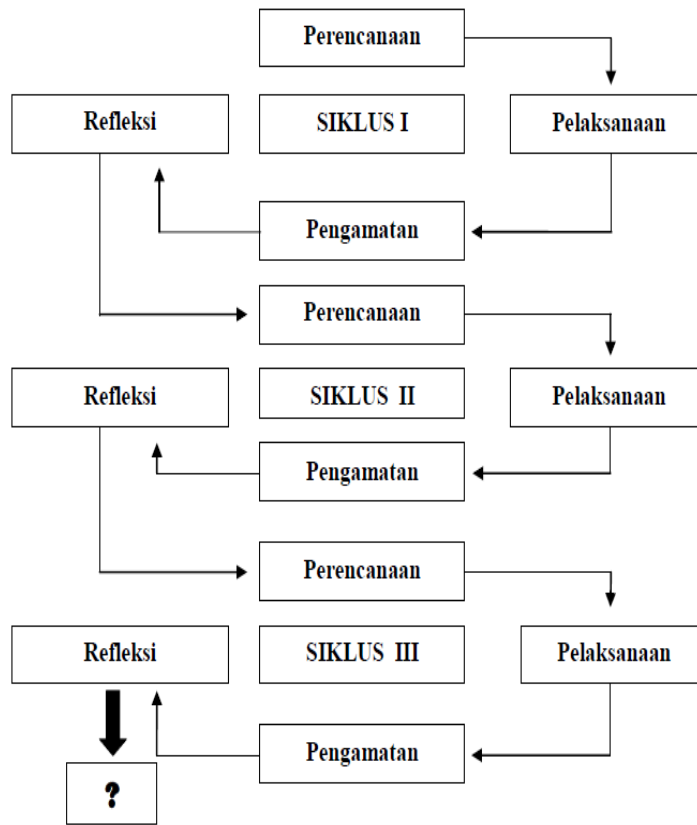 Perencanaan
Refleksi
SIKLUS I
Pelaksanaan
Pengamatan
Perencanaan
Refleksi
SIKLUS II
Pelaksanaan
Pengamatan
Perencanaan
Refleksi
SIKLUS III
Pelaksanaan
Pengamatan
?